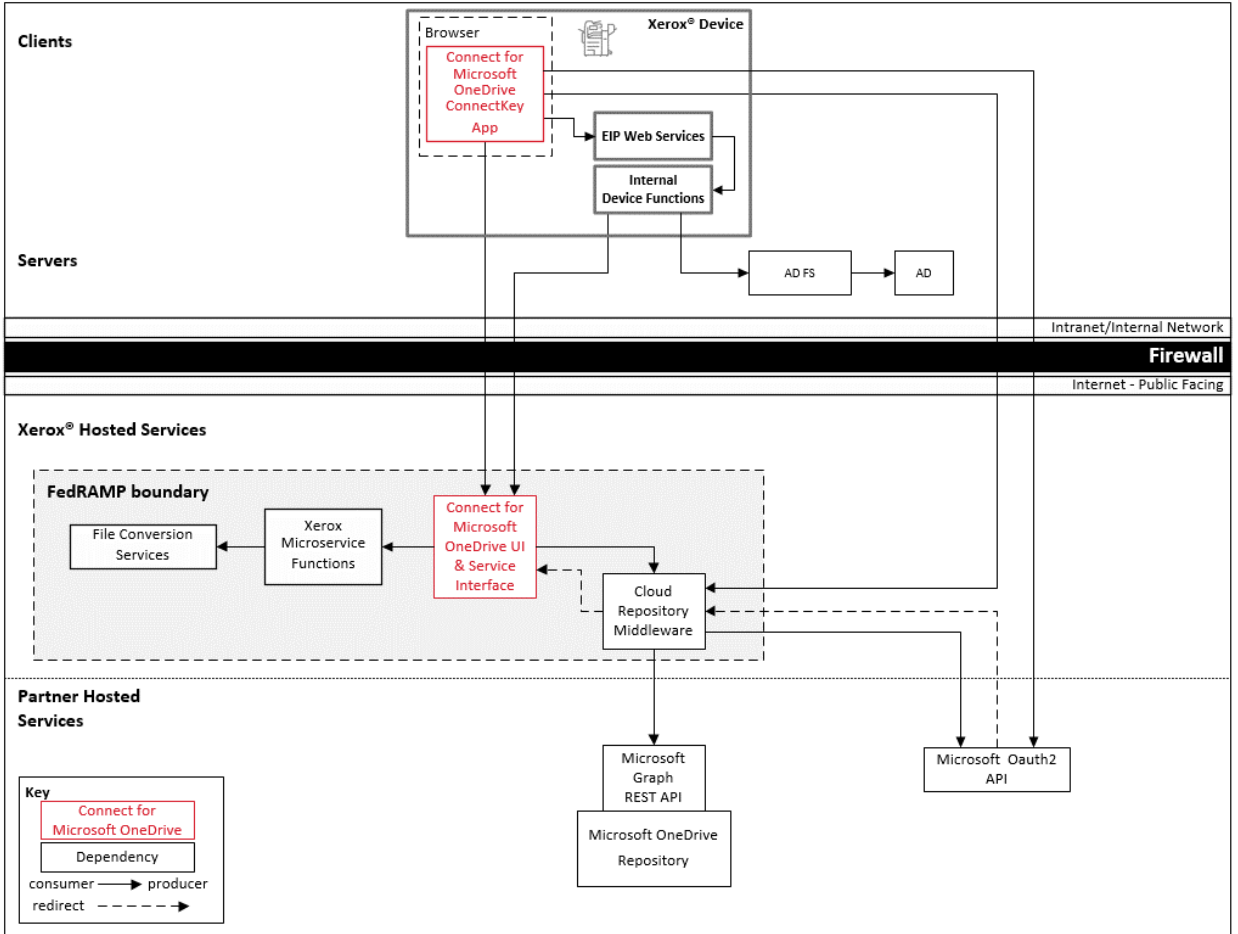 Clients
Xerox® Device
Browser
Connect for
Microsoft
OneDrive
ConnectKey
App
EIP Web Services
Internal
Device Functions
Servers
AD FS
AD
Intranet/Internal Network
Firewall
Internet - Public Facing
Xerox® Hosted Services
FedRAMP boundary
File Conversion
Services
Xerox
Microservice
Functions
Connect for
Microsoft
OneDrive UI
& Service
Interface
Cloud
Repository
Middleware
Partner Hosted
Services
Microsoft
Graph
REST API
Microsoft OneDrive
Repository
Microsoft Oauth2
API
Key
Connect for
Microsoft OneDrive
Dependency
consumer producer
redirect